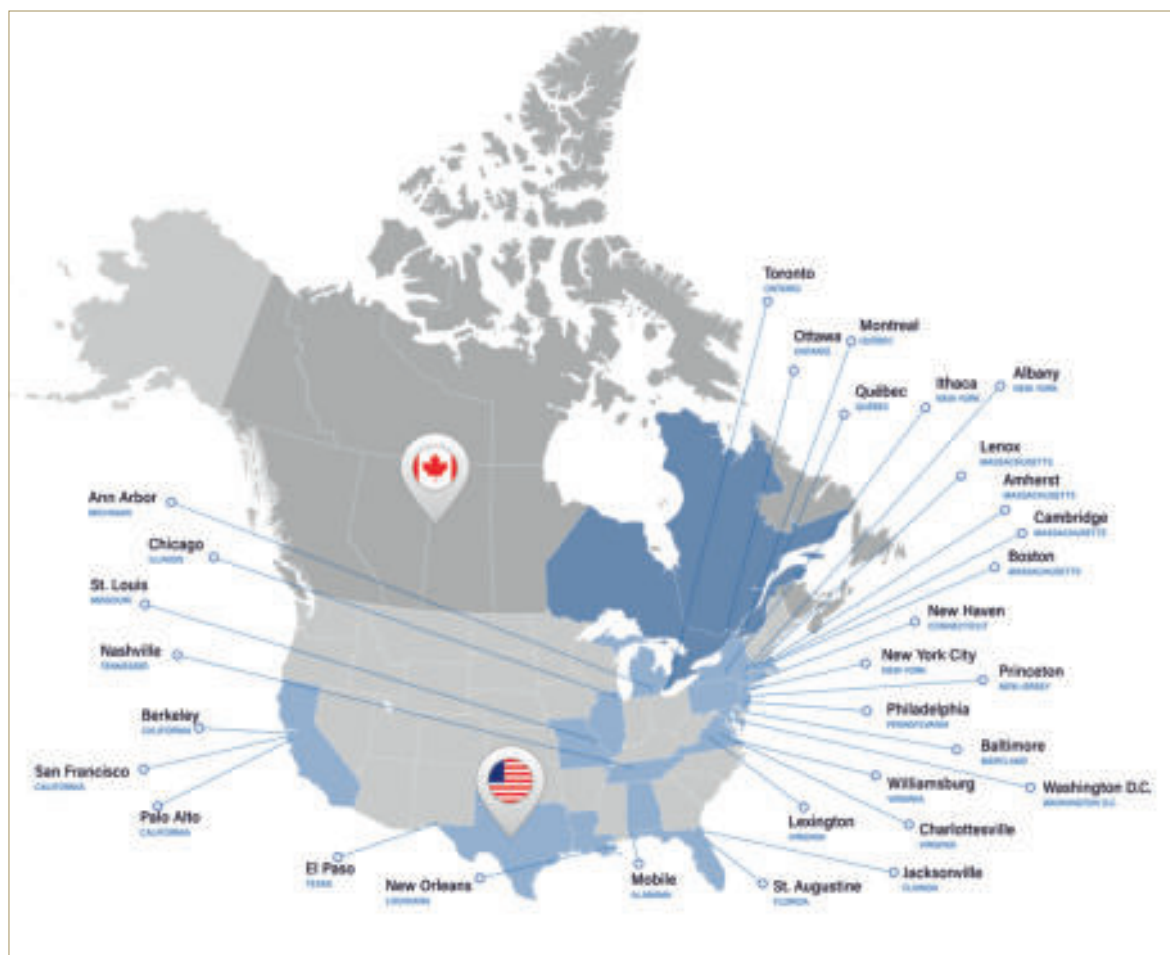 Toronto
ONTARIO
Ottawa
ONTARIO
Montreal
QUÉBEC
Québec
QUÉBEC
Ithaca
NEW YORK
Albany
NEW YORK
Lenox
MASSACHUSETTS
Amherst
MASSACHUSETTS
Cambridge
MASSACHUSETTS
Boston
MASSACHUSETTS
New Haven
CONNECTICUT
New York City
NEW YORK
Princeton
NEW JERSEY
Philadelphia
Baltimore
MARYLAND
Williamsburg
VIRGINIA
Washington D.C.
WASHINGTON D.C.
Lexington
VIRGINIA
Charlottesville
VIRGINIA
Jacksonville
FLORIDA
St. Augustine
FLORIDA
Mobile
ALABAMA
New Orleans
LOUISIANA
El Paso
TEXAS
Palo Alto
CALIFORNIA
San Francisco
CALIFORNIA
Berkeley
CALIFORNIA
Nashville
TENNESSEE
St. Louis
MISSOURI
Chicago
ILLINOIS
Ann Arbor
MICHIGAN